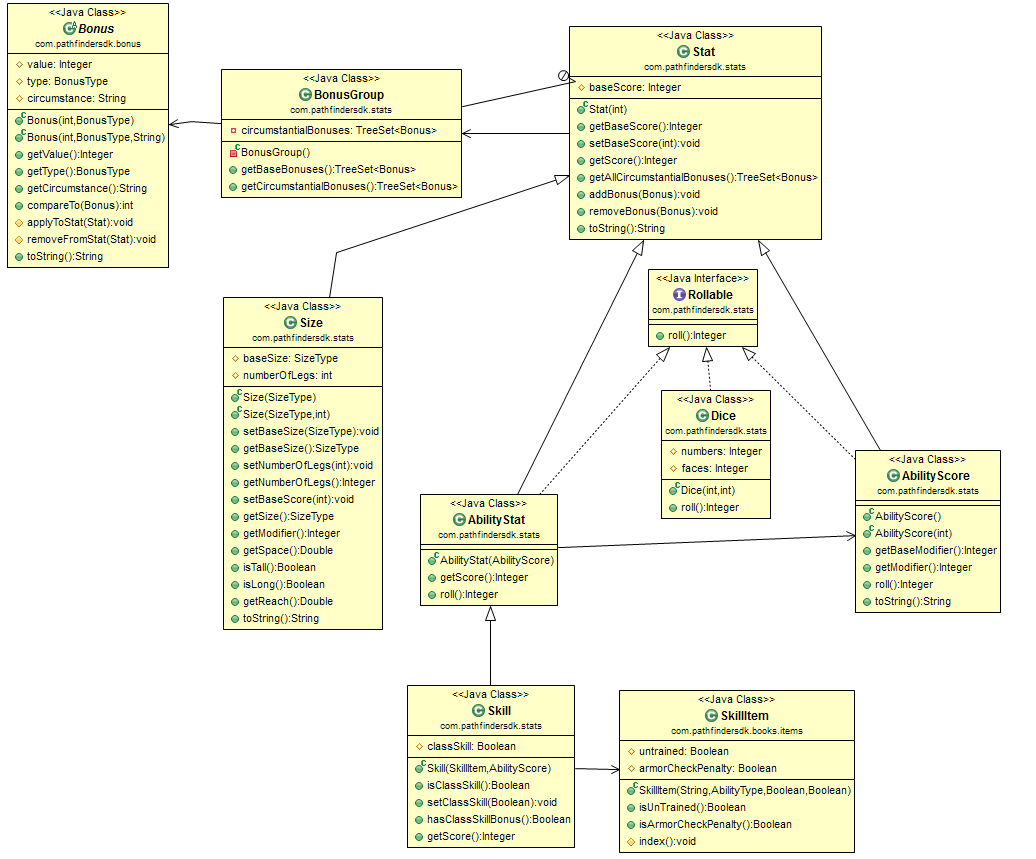 <<Java Class>>
Bonus
com.pathfindersdk.bonus
value: Integer
type: BonusType
circumstance: String
Bonus(int,BonusType)
Bonus(int,BonusType,String)
getValue():Integer
getType():BonusType
getCircumstance():String
compareTo(Bonus):int
applyToStat(Stat):void
removeFromStat(Stat):void
toString():String
<<Java Class>>
BonusGroup
com.pathfindersdk.stats
circumstantialBonuses: TreeSet<Bonus>
BonusGroup()
getBaseBonuses():TreeSet<Bonus>
getCircumstantialBonuses():TreeSet<Bonus>
<<Java Class>>
Stat
com.pathfindersdk.stats
baseScore: Integer
Stat(int)
getBaseScore():Integer
setBaseScore(int):void
getScore():Integer
getAllCircumstantialBonuses():TreeSet<Bonus>
addBonus(Bonus):void
removeBonus(Bonus):void
toString():String
<<Java Interface>>
Rollable
com.pathfindersdk.stats
roll():Integer
<<Java Class>>
Size
com.pathfindersdk.stats
baseSize: SizeType
numberOfLegs: int
Size(SizeType)
Size(SizeType,int)
setBaseSize(SizeType):void
getBaseSize():SizeType
setNumberOfLegs(int):void
getNumberOfLegs():Integer
setBaseScore(int):void
getSize():SizeType
getModifier():Integer
getSpace():Double
isTall():Boolean
isLong():Boolean
getReach():Double
toString():String
<<Java Class>>
Dice
com.pathfindersdk.stats
numbers: Integer
faces: Integer
Dice(int,int)
roll():Integer
<<Java Class>>
AbilityScore
com.pathfindersdk.stats
AbilityScore()
AbilityScore(int)
getBaseModifier():Integer
getModifier():Integer
roll():Integer
toString():String
<<Java Class>>
AbilityStat
com.pathfindersdk.stats
AbilityStat(AbilityScore)
getScore():Integer
roll():Integer
<<Java Class>>
Skill
com.pathfindersdk.stats
classSkill: Boolean
Skill(SkillItem,AbilityScore)
isClassSkill():Boolean
setClassSkill(Boolean):void
hasClassSkillBonus():Boolean
getScore():Integer
<<Java Class>>
SkillItem
com.pathfindersdk.books.items
untrained: Boolean
armorCheckPenalty: Boolean
SkillItem(String,AbilityType,Boolean,Boolean)
isUnTrained():Boolean
isArmorCheckPenalty():Boolean
index():void